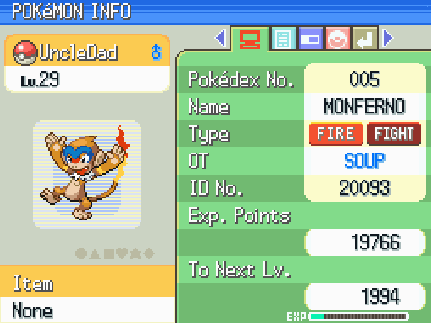 POKéMON INFO
UnclaDad ♂
Lv.29
Pokédex No. 005
Name MONFERNO
Type FIRE FIGHT
OT SOUP
ID No. 20093
Exp. Points
19766
To Next Lv.
1994
Item
None
EXP